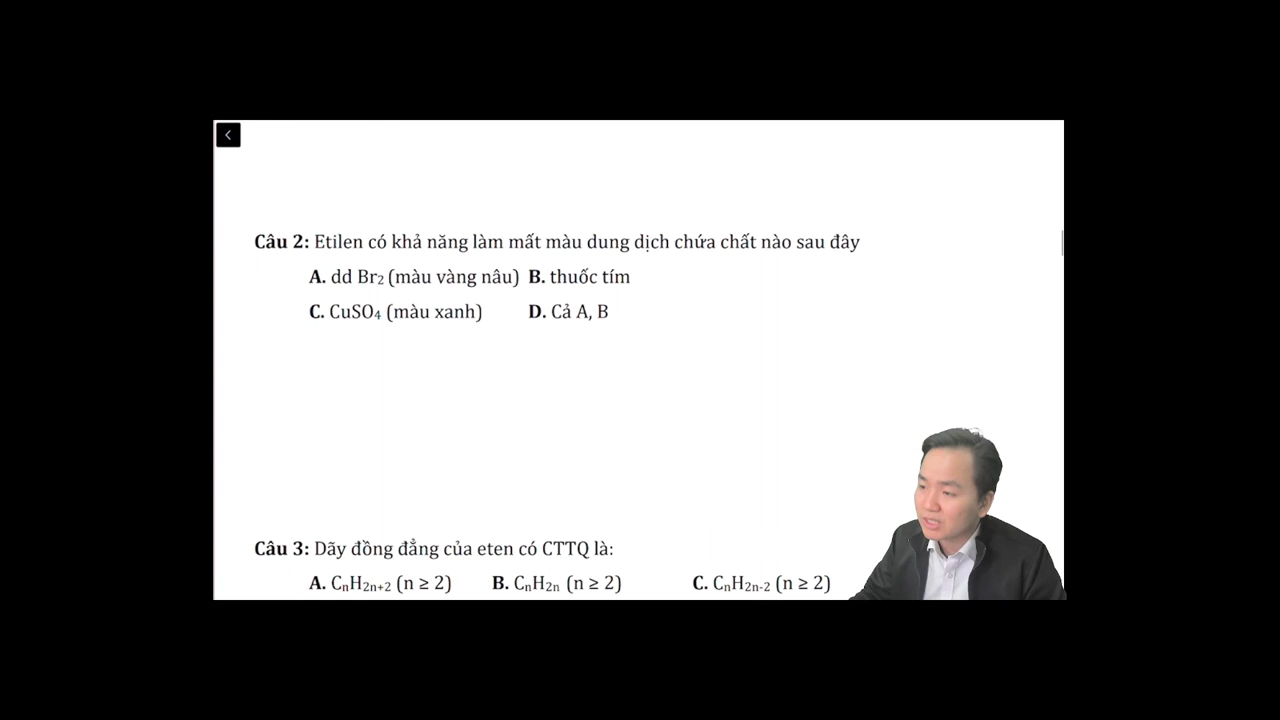 Câu 2: Etilen có khả năng làm mất màu dung dịch chứa chất nào sau đây
A. dd Br₂ (màu vàng nâu) B. thuốc tím
C. CuSO₄ (màu xanh) D. Cả A, B
Câu 3: Dãy đồng đẳng của eten có CTTQ là:
A. CₙH₂ₙ₊₂ (n ≥ 2) B. CₙH₂ₙ (n ≥ 2) C. CₙH₂ₙ₋₂ (n ≥ 2)